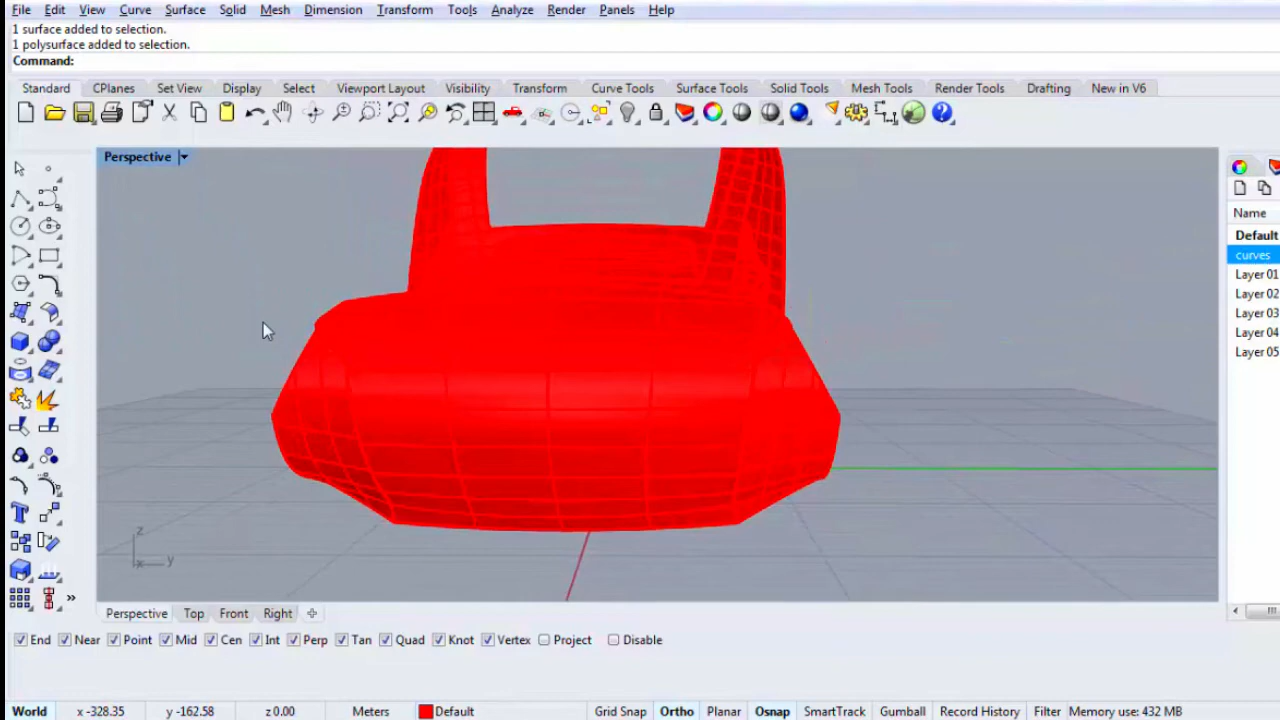 File Edit View Curve Surface Solid Mesh Dimension Transform Tools Analyze Render Panels Help
1 surface added to selection.
1 polysurface added to selection.
Command:
Standard CPlanes Set View Display Select Viewport Layout Visibility Transform Curve Tools Surface Tools Solid Tools Mesh Tools Render Tools Drafting New in V6
Perspective
Name
Default
curves
Layer 01
Layer 02
Layer 03
Layer 04
Layer 05
z
x y
Perspective Top Front Right
End Near Point Mid Cen Int Perp Tan Quad Knot Vertex Project Disable
World x -328.35 y -162.58 z 0.00 Meters Default Grid Snap Ortho Planar Osnap SmartTrack Gumball Record History Filter Memory use: 432 MB